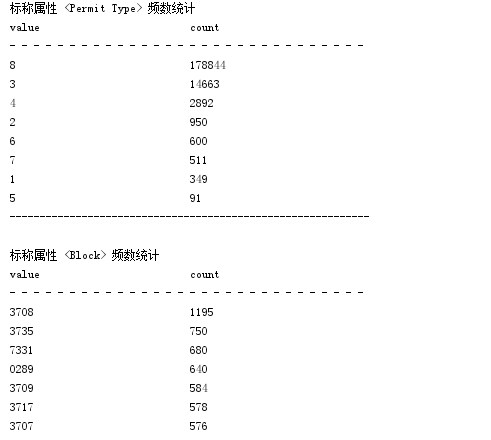 标称属性 <Permit Type> 频数统计
value count
- - - - - - - - - - - - - - - - - - - - - - - - - - - - - -
8 178844
3 14663
4 2892
2 950
6 600
7 511
1 349
5 91
------------------------------------------------------------
标称属性 <Block> 频数统计
value count
- - - - - - - - - - - - - - - - - - - - - - - - - - - - - -
3708 1195
3735 750
7331 680
0289 640
3709 584
3717 578
3707 576